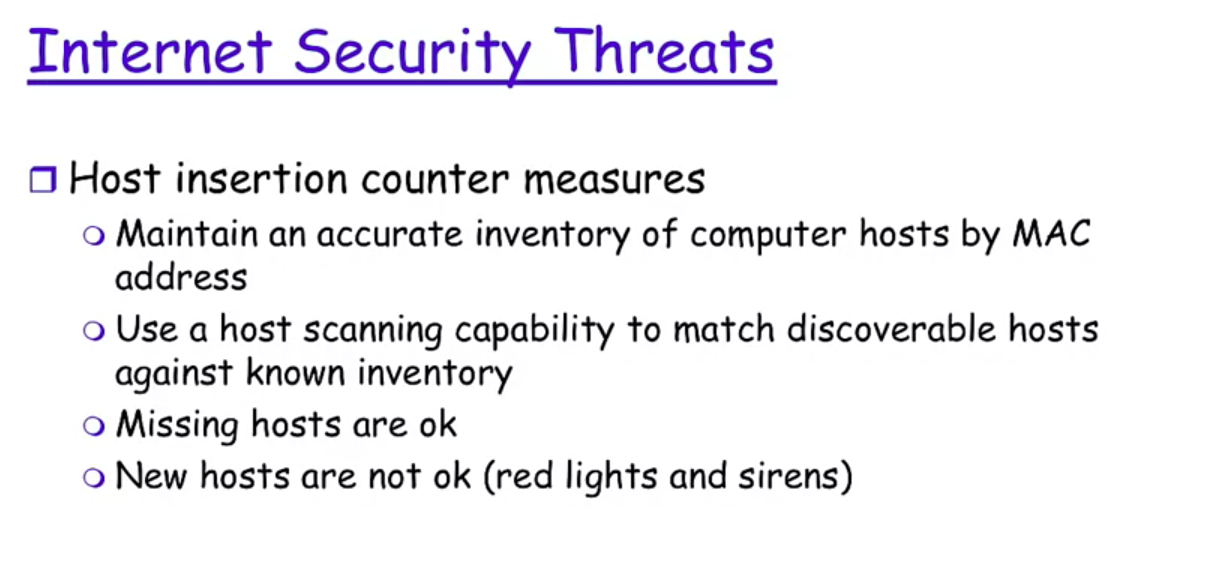 Internet Security Threats
Host insertion counter measures
Maintain an accurate inventory of computer hosts by MAC
address
Use a host scanning capability to match discoverable hosts
against known inventory
Missing hosts are ok
New hosts are not ok (red lights and sirens)